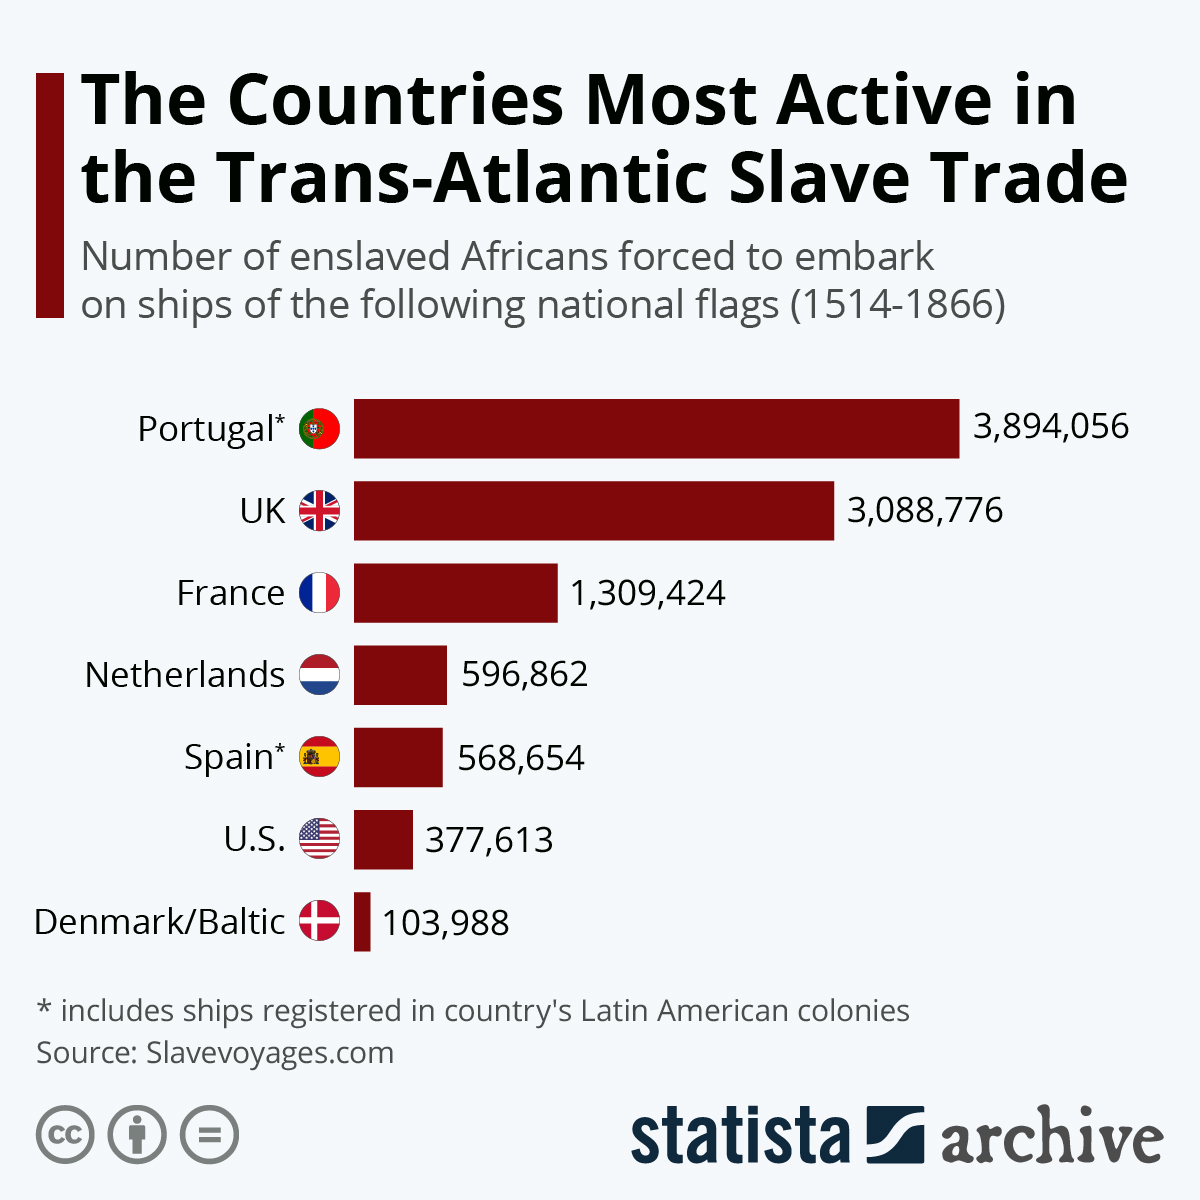 The Countries Most Active in
the Trans-Atlantic Slave Trade
Number of enslaved Africans forced to embark
on ships of the following national flags (1514-1866)
Portugal* 3,894,056
UK 3,088,776
France 1,309,424
Netherlands 596,862
Spain* 568,654
U.S. 377,613
Denmark/Baltic 103,988
* includes ships registered in country's Latin American colonies
Source: Slavevoyages.com
cc
statista archive